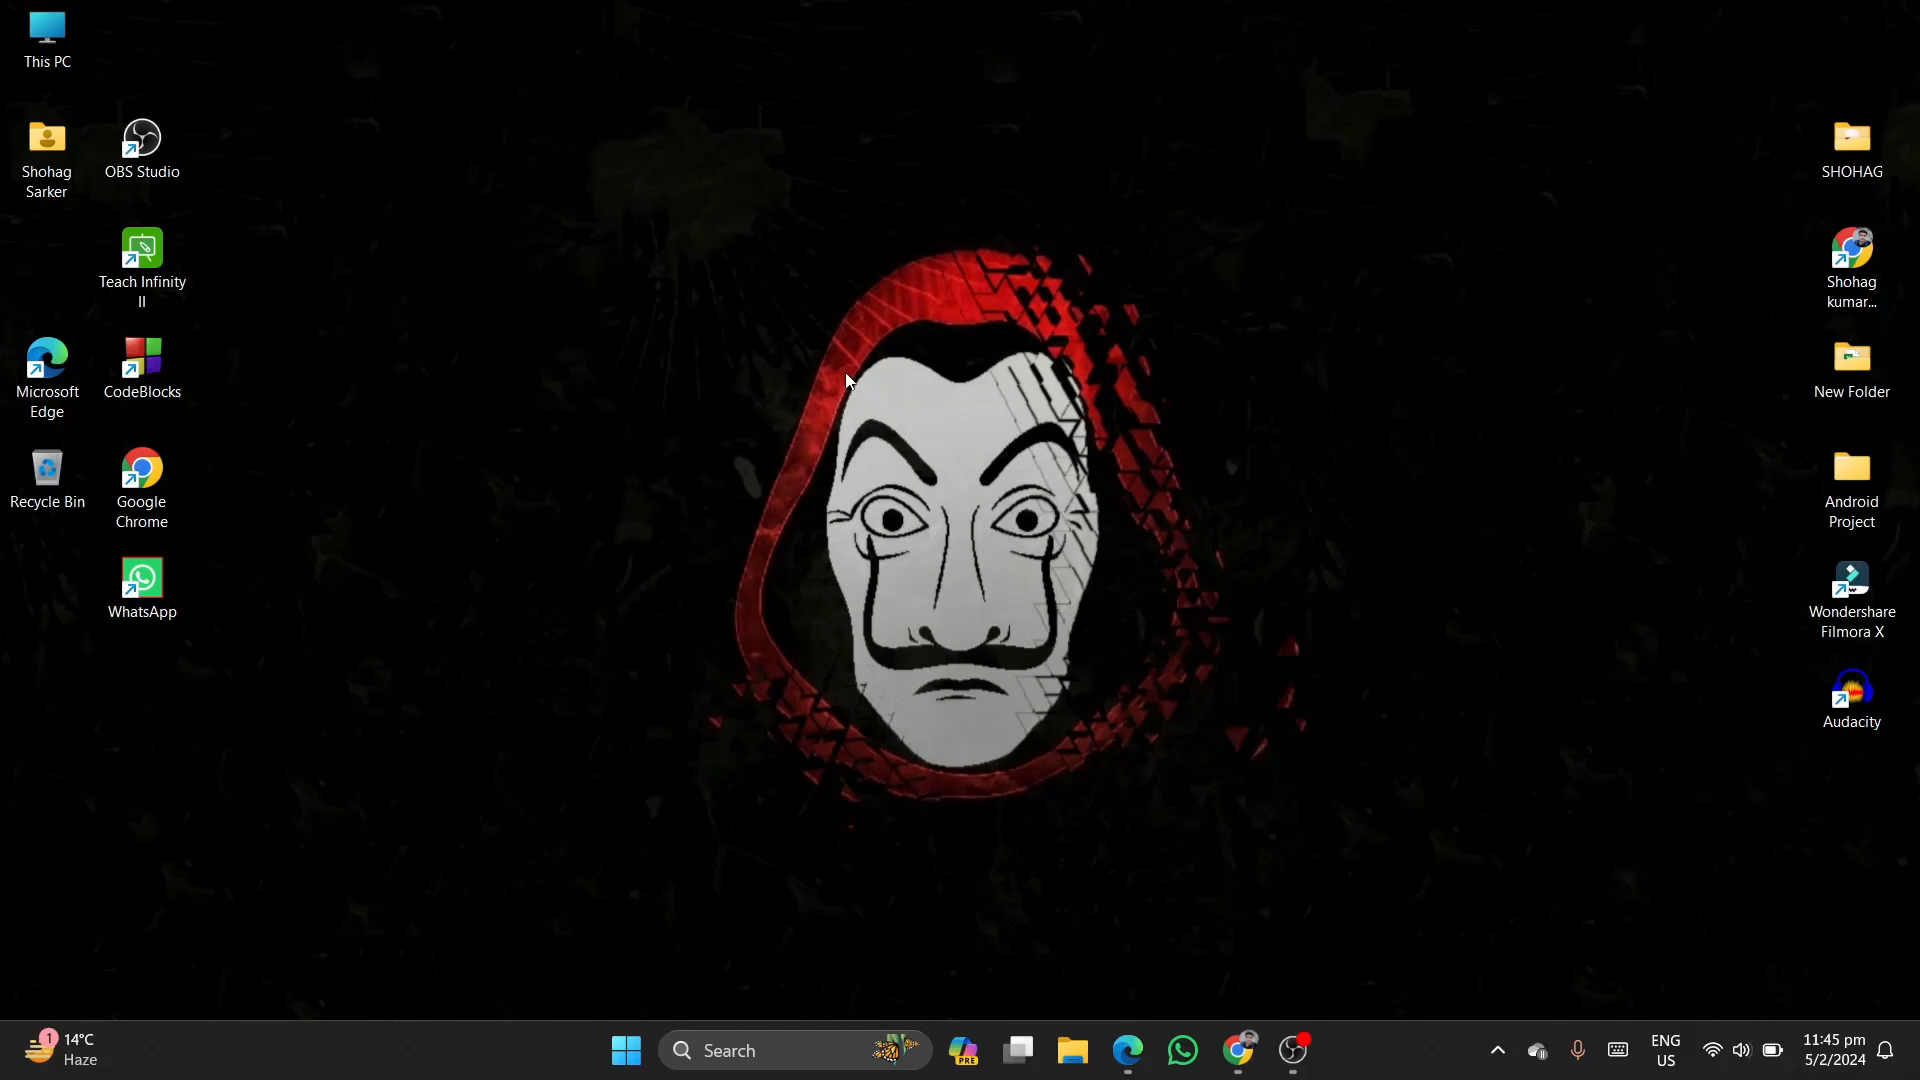 This PC
Shohag
Sarker
OBS Studio
Teach Infinity
II
Microsoft
Edge
CodeBlocks
Recycle Bin
Google
Chrome
WhatsApp
SHOHAG
Shohag
kumar...
New Folder
Android
Project
Wondershare
Filmora X
Audacity
1
14°C
Haze
Search
PRE
ENG
US
11:45 pm
5/2/2024